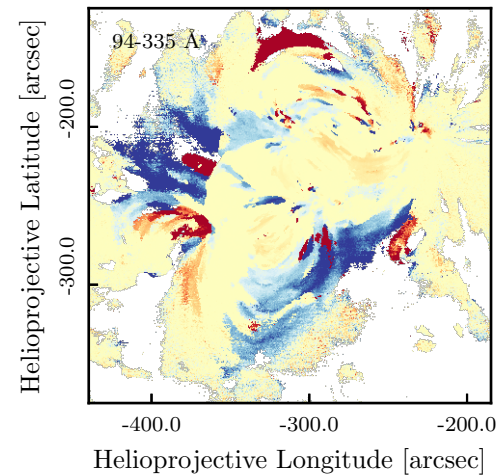 94-335 Å
Helioprojective Latitude [arcsec]
-200.0
-300.0
-400.0
-300.0
-200.0
Helioprojective Longitude [arcsec]